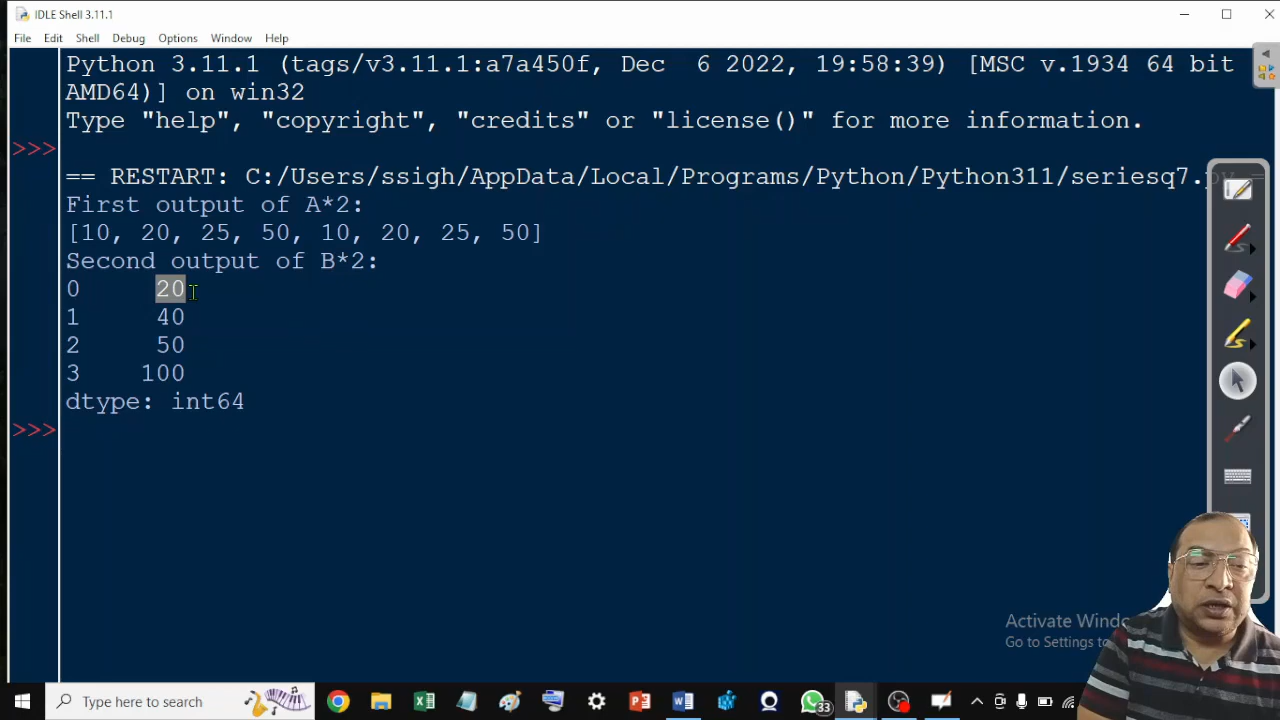 IDLE Shell 3.11.1
File Edit Shell Debug Options Window Help
Python 3.11.1 (tags/v3.11.1:a7a450f, Dec  6 2022, 19:58:39) [MSC v.1934 64 bit
AMD64)] on win32
Type "help", "copyright", "credits" or "license()" for more information.
>>>
== RESTART: C:/Users/ssigh/AppData/Local/Programs/Python/Python311/seriesq7.py =
First output of A*2:
[10, 20, 25, 50, 10, 20, 25, 50]
Second output of B*2:
0     20
1     40
2     50
3    100
dtype: int64
>>>
Activate
Go to Settings to
Type here to search
33